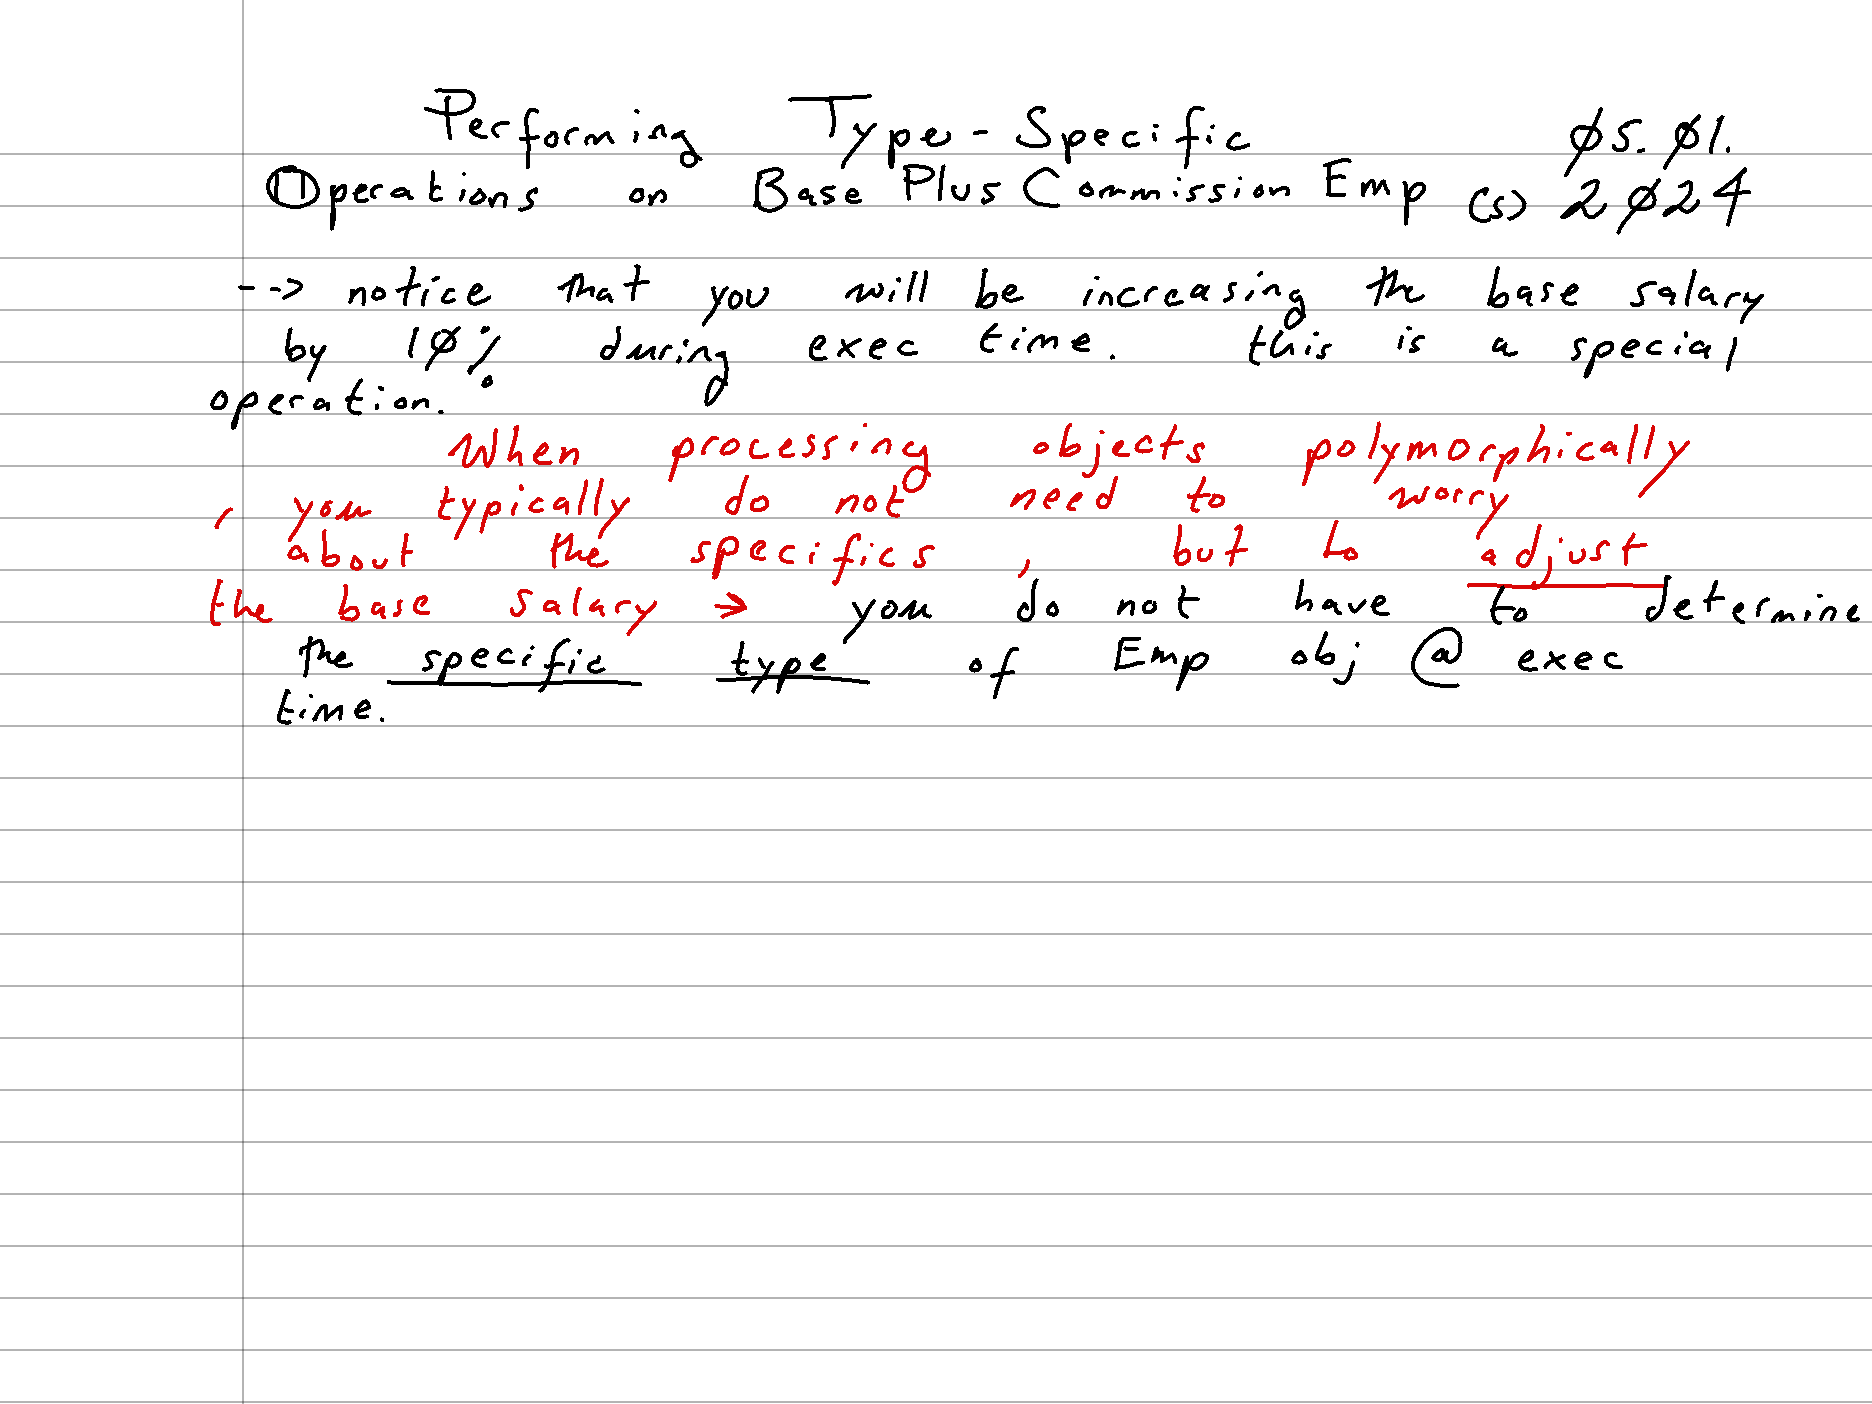 Performing Type-Specific Ø5. Ø1.
Operations on BasePlusCommissionEmp (s) 2Ø24
--> notice that you will be increasing the base salary
by 1Ø% during exec time. this is a special
operation.
When processing objects polymorphically
, you typically do not need to worry
about the specifics, but to adjust
the base salary → you do not have to determine
the specific type of Emp obj @ exec
time.